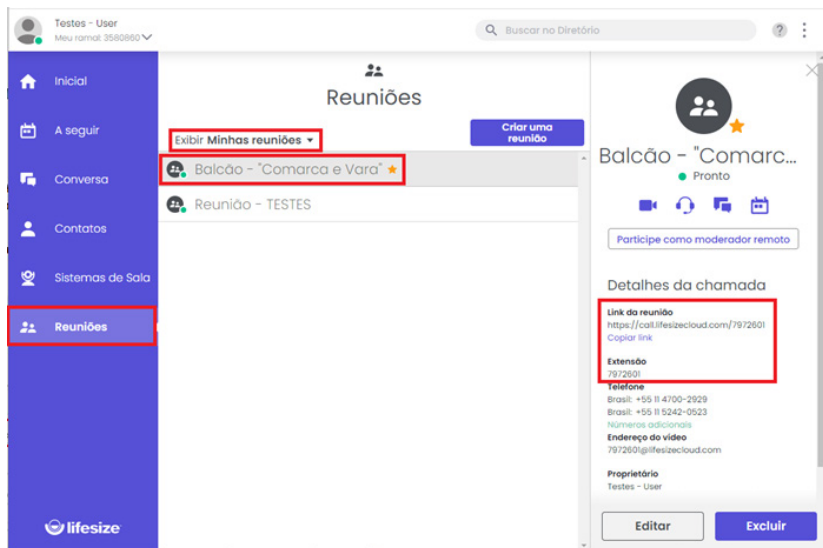 Testes - User
Meu ramal: 3580860
Buscar no Diretório
?
Inicial
A seguir
Conversa
Contatos
Sistemas de Sala
Reuniões
lifesize
Reuniões
Exibir Minhas reuniões
Criar uma
reunião
Balcão - "Comarca e Vara"
Reunião - TESTES
Balcão - "Comarc...
Pronto
Participe como moderador remoto
Detalhes da chamada
Link da reunião
https://call.lifesizecloud.com/7972601
Copiar link
Extensão
7972601
Telefone
Brasil: +55 11 4700-2929
Brasil: +55 11 5242-0523
Números adicionais
Endereço do vídeo
7972601@lifesizecloud.com
Proprietário
Testes - User
Editar
Excluir